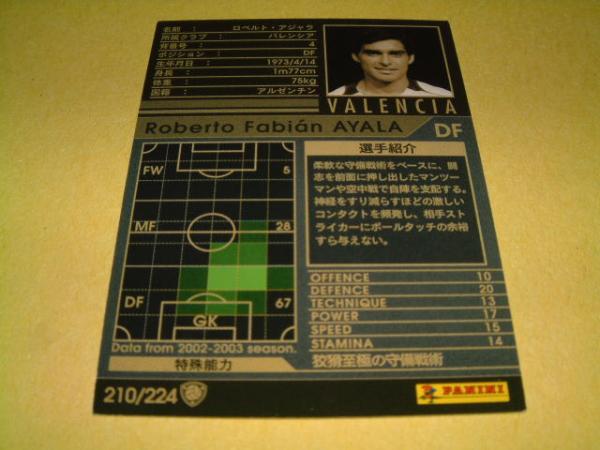 名前 : ロベルト・アジャラ
所属クラブ : バレンシア
背番号 : 4
ポジション : DF
生年月日 : 1973/4/14
身長 : 1m77cm
体重 : 75kg
国籍 : アルゼンチン
VALENCIA
Roberto Fabián AYALA DF
FW 5
MF 28
DF 67
GK
Data from 2002-2003 season.
特殊能力
選手紹介
柔軟な守備戦術をベースに、闘
志を前面に押し出したマンツー
マンや空中戦で自陣を支配する。
神経をすり減らすほどの激しい
コンタクトを頻発し、相手スト
ライカーにボールタッチの余裕
すら与えない。
OFFENCE 10
DEFENCE 20
TECHNIQUE 13
POWER 17
SPEED 15
STAMINA 14
狡猾至極の守備戦術
210/224
PANINI